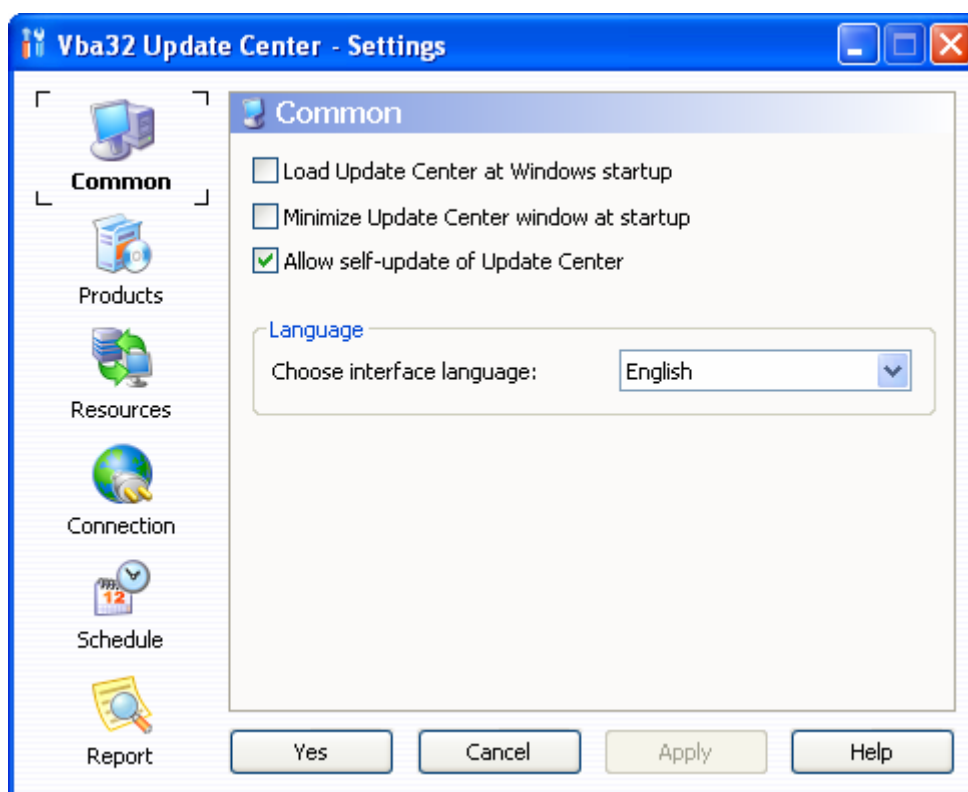 Vba32 Update Center - Settings
Common
Products
Resources
Connection
12
Schedule
Report
Common
Load Update Center at Windows startup
Minimize Update Center window at startup
Allow self-update of Update Center
Language
Choose interface language: English
Yes Cancel Apply Help